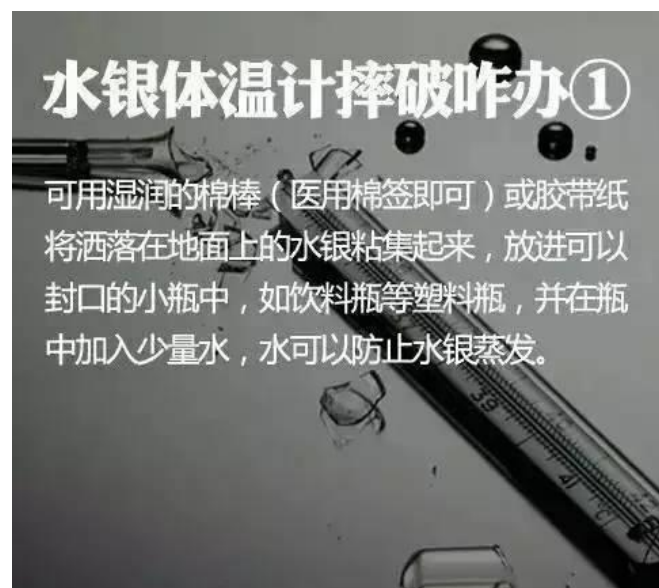 水银体温计摔破咋办①
可用湿润的棉棒（医用棉签即可）或胶带纸
将洒落在地面上的水银粘集起来，放进可以
封口的小瓶中，如饮料瓶等塑料瓶，并在瓶
中加入少量水，水可以防止水银蒸发。
39
41
°C